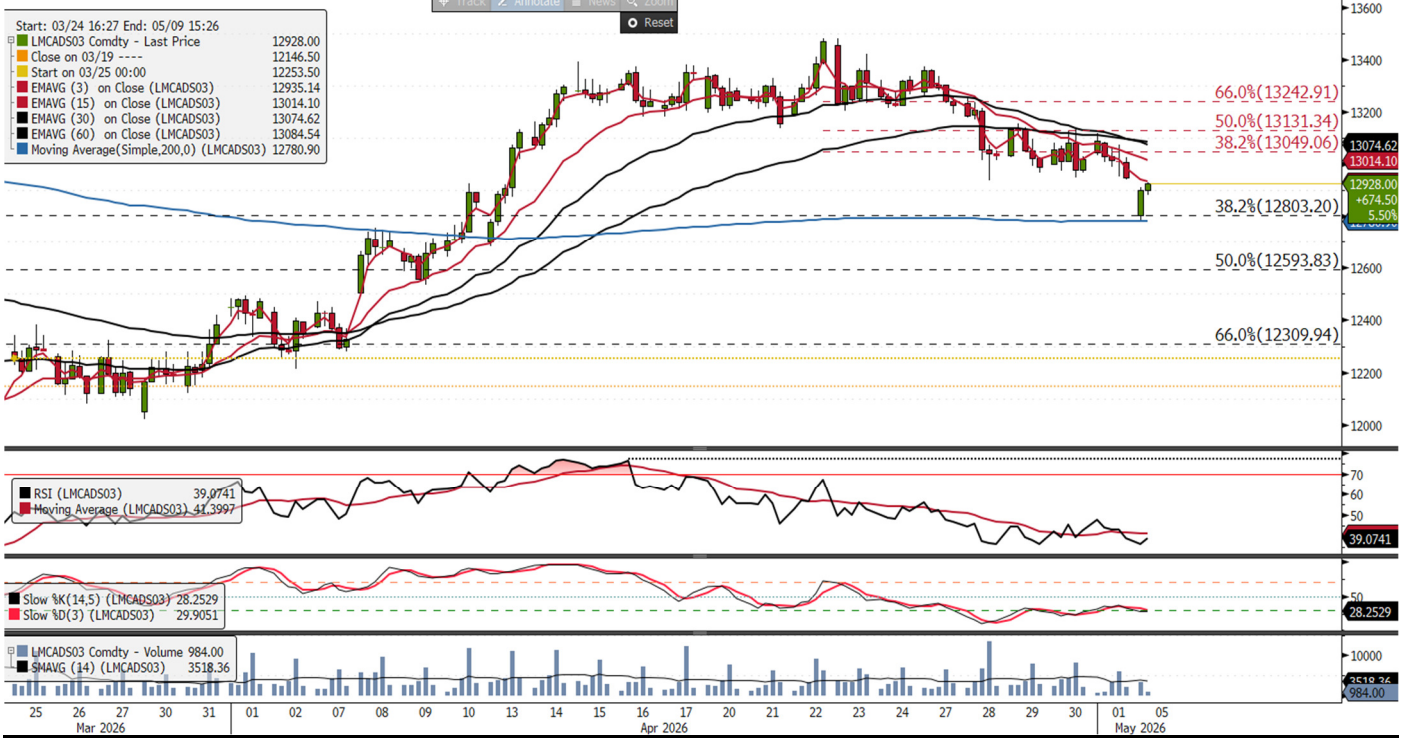 Track Annotate News Zoom
Reset
Start: 03/24 16:27 End: 05/09 15:26
LMCADS03 Comdty - Last Price 12928.00
Close on 03/19 ---- 12146.50
Start on 03/25 00:00 12253.50
EMAVG (3) on Close (LMCADS03) 12935.14
EMAVG (15) on Close (LMCADS03) 13014.10
EMAVG (30) on Close (LMCADS03) 13074.62
EMAVG (60) on Close (LMCADS03) 13084.54
Moving Average(Simple,200,0) (LMCADS03) 12780.90
13600
13400
66.0%(13242.91)
13200
50.0%(13131.34)
38.2%(13049.06)
13074.62
13014.10
12928.00
+674.50
5.50%
38.2%(12803.20)
50.0%(12593.83)
12600
12400
66.0%(12309.94)
12200
12000
RSI (LMCADS03) 39.0741
Moving Average (LMCADS03) 41.3997
70
60
50
39.0741
Slow %K(14,5) (LMCADS03) 28.2529
Slow %D(3) (LMCADS03) 29.9051
50
28.2529
LMCADS03 Comdty - Volume 984.00
SMAVG (14) (LMCADS03) 3518.36
10000
3518.36
984.00
25 26 27 30 31 01 02 07 08 09 10 13 14 15 16 17 20 21 22 23 24 27 28 29 30 01 05
Mar 2026 Apr 2026 May 2026